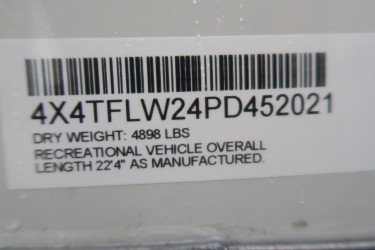 4X4TFLW24PD452021
DRY WEIGHT: 4898 LBS
RECREATIONAL VEHICLE OVERALL
LENGTH 22'4" AS MANUFACTURED.